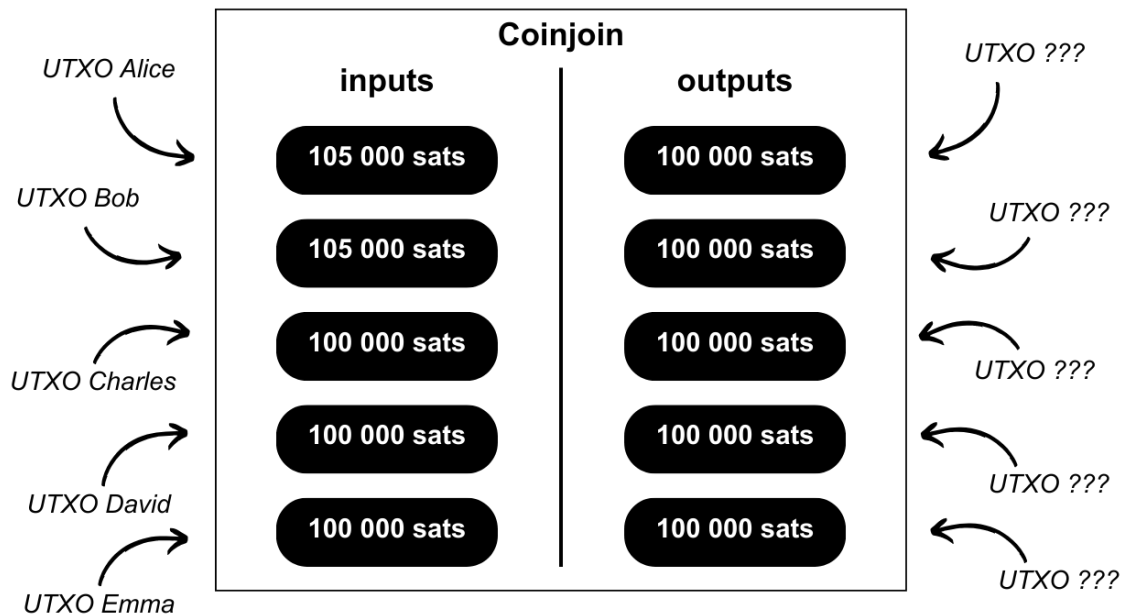 Coinjoin
inputs
outputs
UTXO Alice
105 000 sats
100 000 sats
UTXO ???
UTXO Bob
105 000 sats
100 000 sats
UTXO ???
UTXO Charles
100 000 sats
100 000 sats
UTXO ???
UTXO David
100 000 sats
100 000 sats
UTXO ???
UTXO Emma
100 000 sats
100 000 sats
UTXO ???